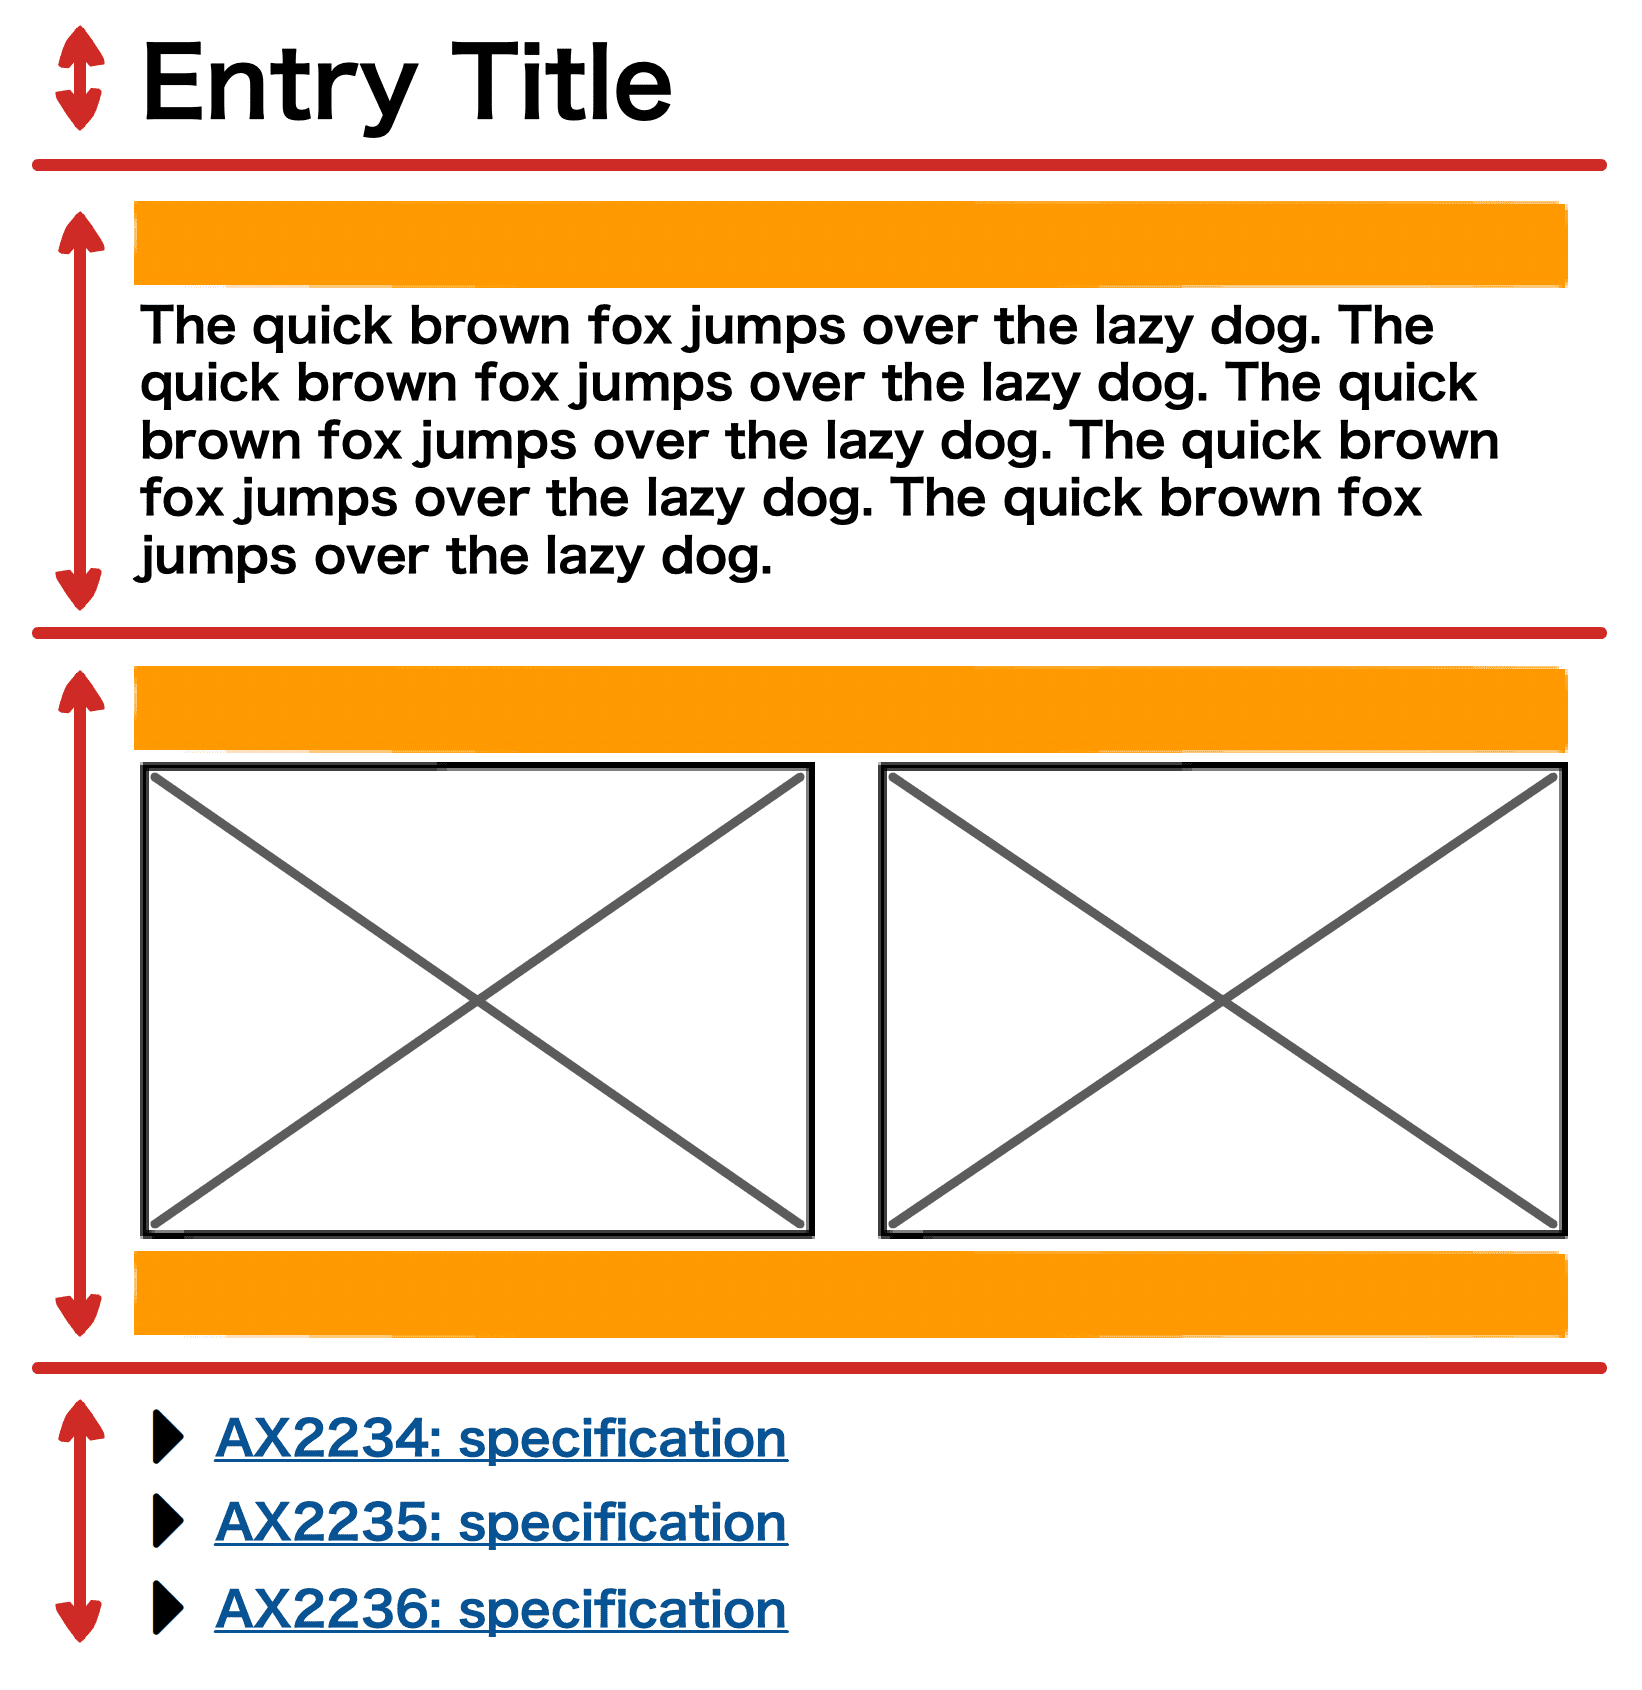 Entry Title
The quick brown fox jumps over the lazy dog. The
quick brown fox jumps over the lazy dog. The quick
brown fox jumps over the lazy dog. The quick brown
fox jumps over the lazy dog. The quick brown fox
jumps over the lazy dog.
AX2234: specification
AX2235: specification
AX2236: specification